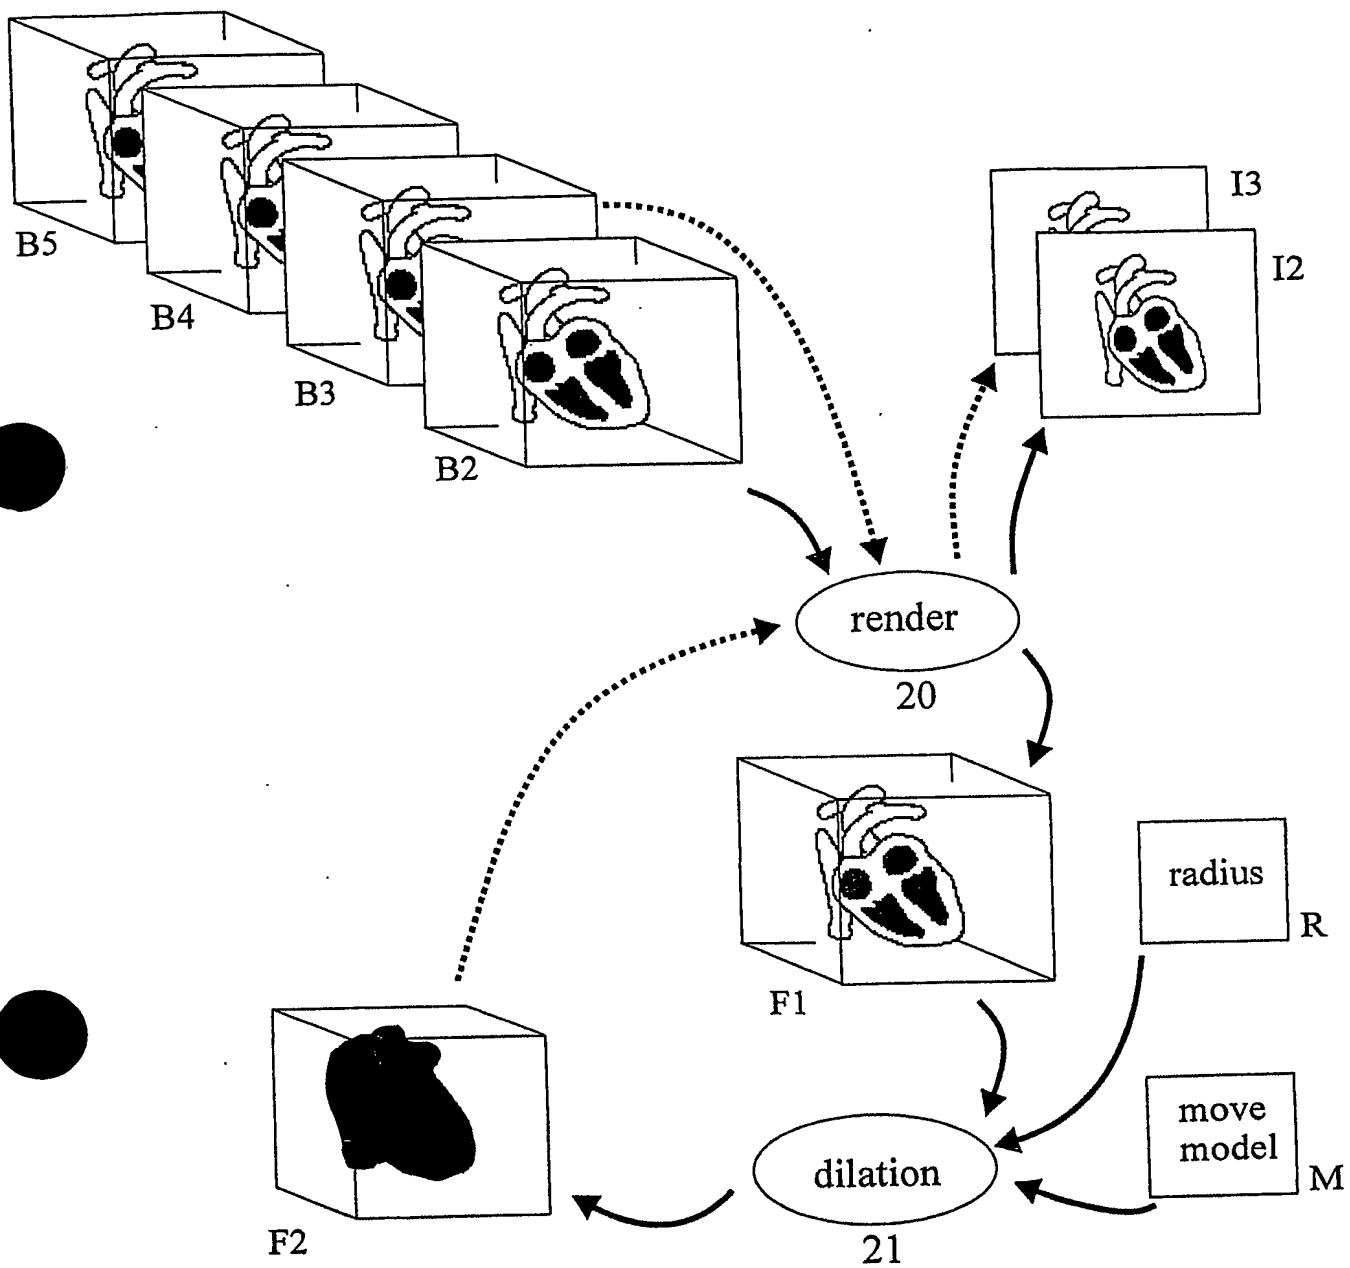 B5
B4
B3
B2
I3
I2
render
20
radius
R
F1
move
model
M
dilation
21
F2